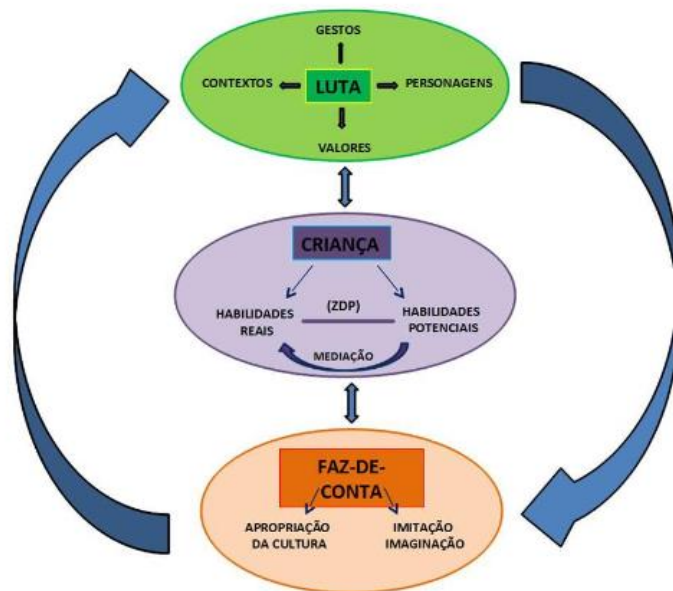 GESTOS
CONTEXTOS
LUTA
PERSONAGENS
VALORES
CRIANÇA
(ZDP)
HABILIDADES
REAIS
HABILIDADES
POTENCIAIS
MEDIAÇÃO
FAZ-DE-
CONTA
APROPRIAÇÃO
DA CULTURA
IMITAÇÃO
IMAGINAÇÃO